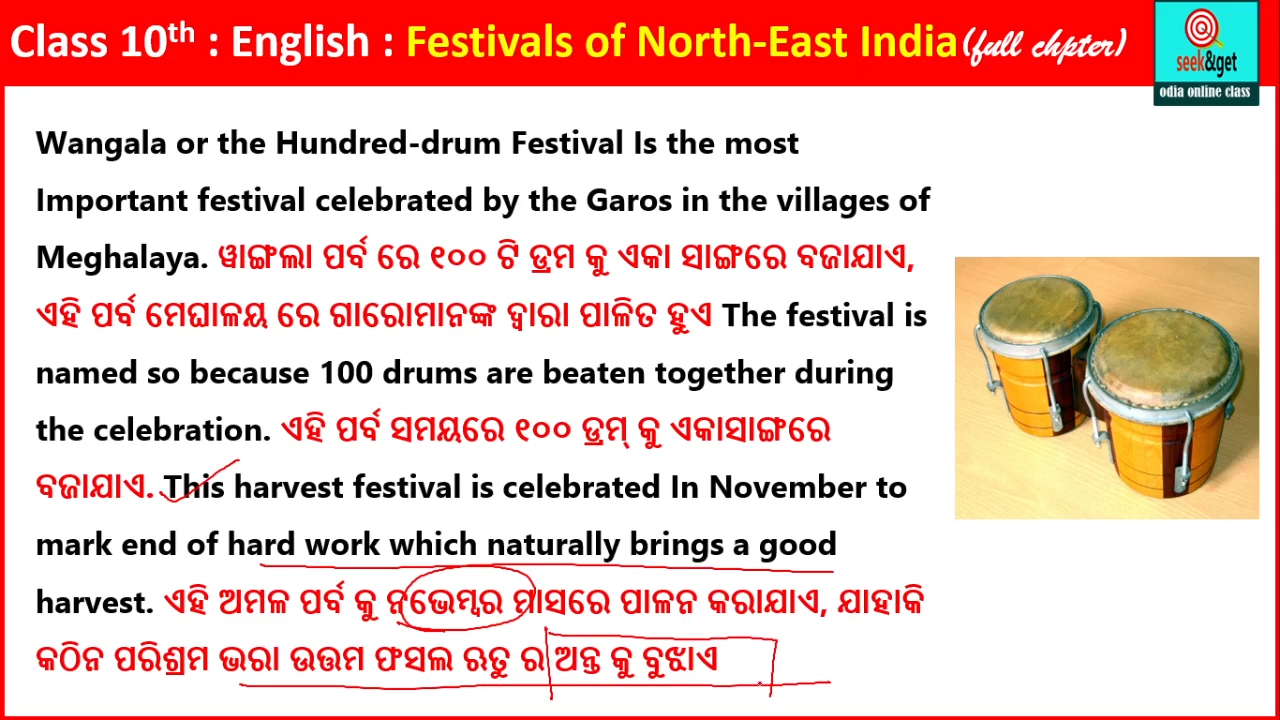 Class 10th : English : Festivals of North-East India (full chpter)
seek&get
odia online class
Wangala or the Hundred-drum Festival Is the most
Important festival celebrated by the Garos in the villages of
Meghalaya. ୱାଙ୍ଗଲା ପର୍ବ ରେ ୧୦୦ ଟି ଡ୍ରମ କୁ ଏକା ସାଙ୍ଗରେ ବଜାଯାଏ,
ଏହି ପର୍ବ ମେଘାଳୟ ରେ ଗାରୋମାନଙ୍କ ଦ୍ୱାରା ପାଳିତ ହୁଏ The festival is
named so because 100 drums are beaten together during
the celebration. ଏହି ପର୍ବ ସମୟରେ ୧୦୦ ଡ୍ରମ୍ କୁ ଏକାସାଙ୍ଗରେ
ବଜାଯାଏ. This harvest festival is celebrated In November to
mark end of hard work which naturally brings a good
harvest. ଏହି ଅମଳ ପର୍ବ କୁ ନଭେମ୍ବର ମାସରେ ପାଳନ କରାଯାଏ, ଯାହାକି
କଠିନ ପରିଶ୍ରମ ଭରା ଉତ୍ତମ ଫସଲ ଋତୁ ର ଅନ୍ତ କୁ ବୁଝାଏ